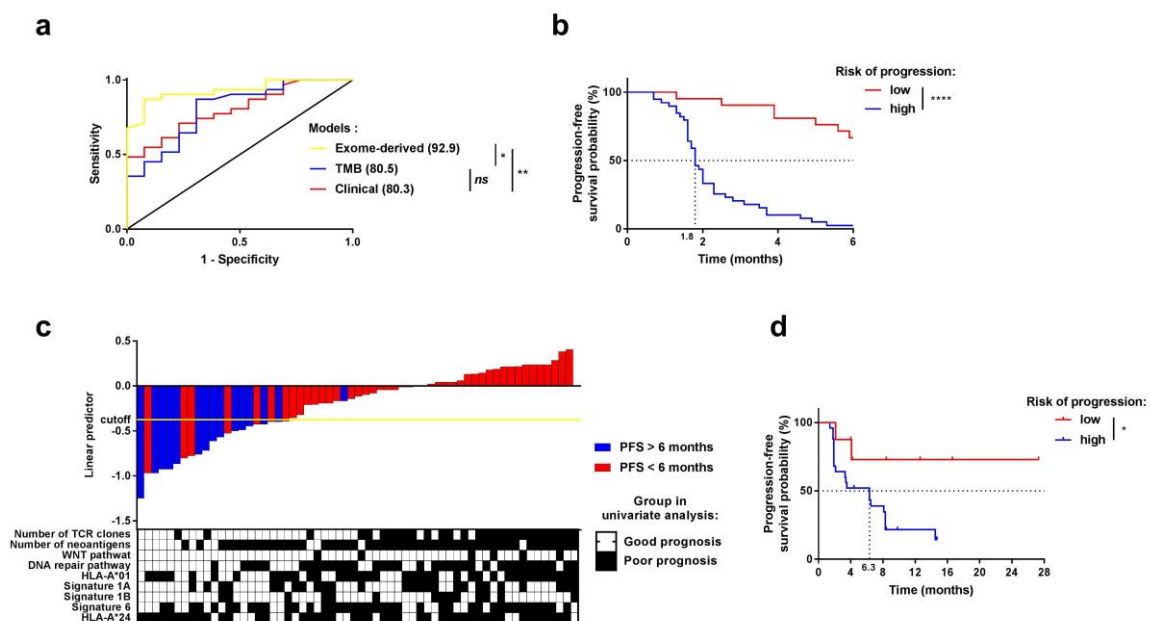 a
1.0
0.5
0.0
Sensitivity
0.0
0.5
1.0
1 - Specificity
Models :
Exome-derived (92.9)
TMB (80.5)
Clinical (80.3)
*
ns
**
b
Risk of progression:
low
high
****
100
50
0
Progression-free
survival probability (%)
1.8
0
2
4
6
Time (months)
c
0.5
0.0
cutoff
-0.5
-1.0
-1.5
Linear predictor
PFS > 6 months
PFS < 6 months
Group in
univariate analysis:
Good prognosis
Poor prognosis
Number of TCR clones
Number of neoantigens
WNT pathwat
DNA repair pathway
HLA-A*01
Signature 1A
Signature 1B
Signature 6
HLA-A*24
d
Risk of progression:
low
high
*
100
50
0
Progression-free
survival probability (%)
6.3
0
4
8
12
16
20
24
28
Time (months)